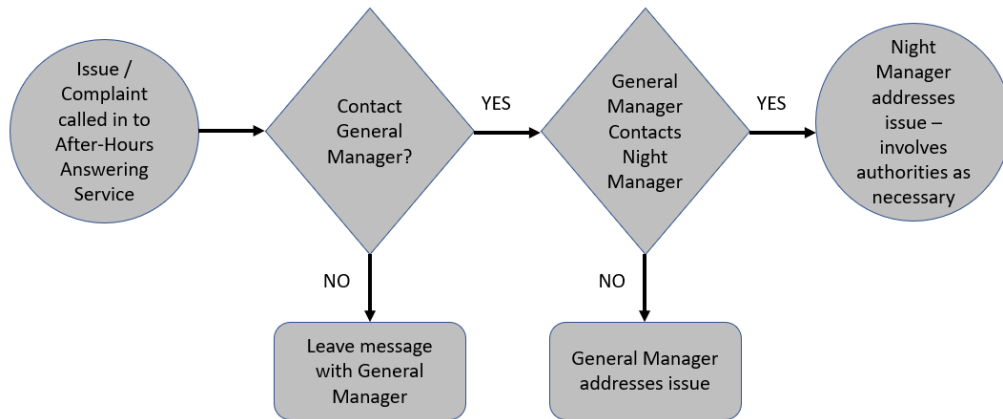 Issue /
Complaint
called in to
After-Hours
Answering
Service
Contact
General
Manager?
YES
General
Manager
Contacts
Night
Manager
YES
Night
Manager
addresses
issue –
involves
authorities as
necessary
NO
Leave message
with General
Manager
NO
General Manager
addresses issue